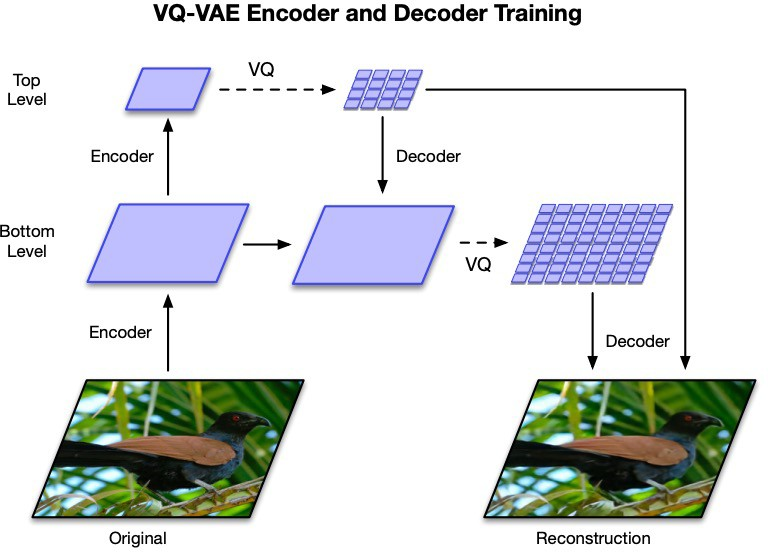 VQ-VAE Encoder and Decoder Training
Top
Level
VQ
Encoder
Decoder
Bottom
Level
VQ
Encoder
Decoder
Original
Reconstruction